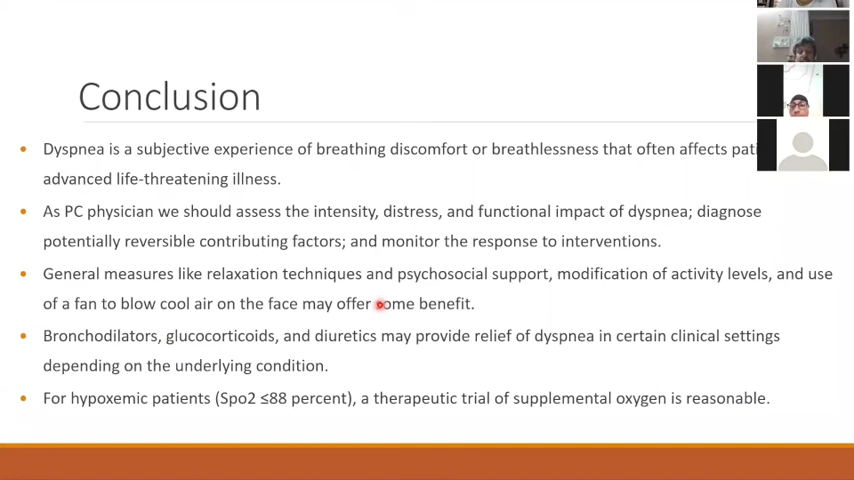 Conclusion
• Dyspnea is a subjective experience of breathing discomfort or breathlessness that often affects
advanced life-threatening illness.
• As PC physician we should assess the intensity, distress, and functional impact of dyspnea; diagnose
potentially reversible contributing factors; and monitor the response to interventions.
• General measures like relaxation techniques and psychosocial support, modification of activity levels, and use
of a fan to blow cool air on the face may offer some benefit.
• Bronchodilators, glucocorticoids, and diuretics may provide relief of dyspnea in certain clinical settings
depending on the underlying condition.
• For hypoxemic patients (Spo2 ≤88 percent), a therapeutic trial of supplemental oxygen is reasonable.